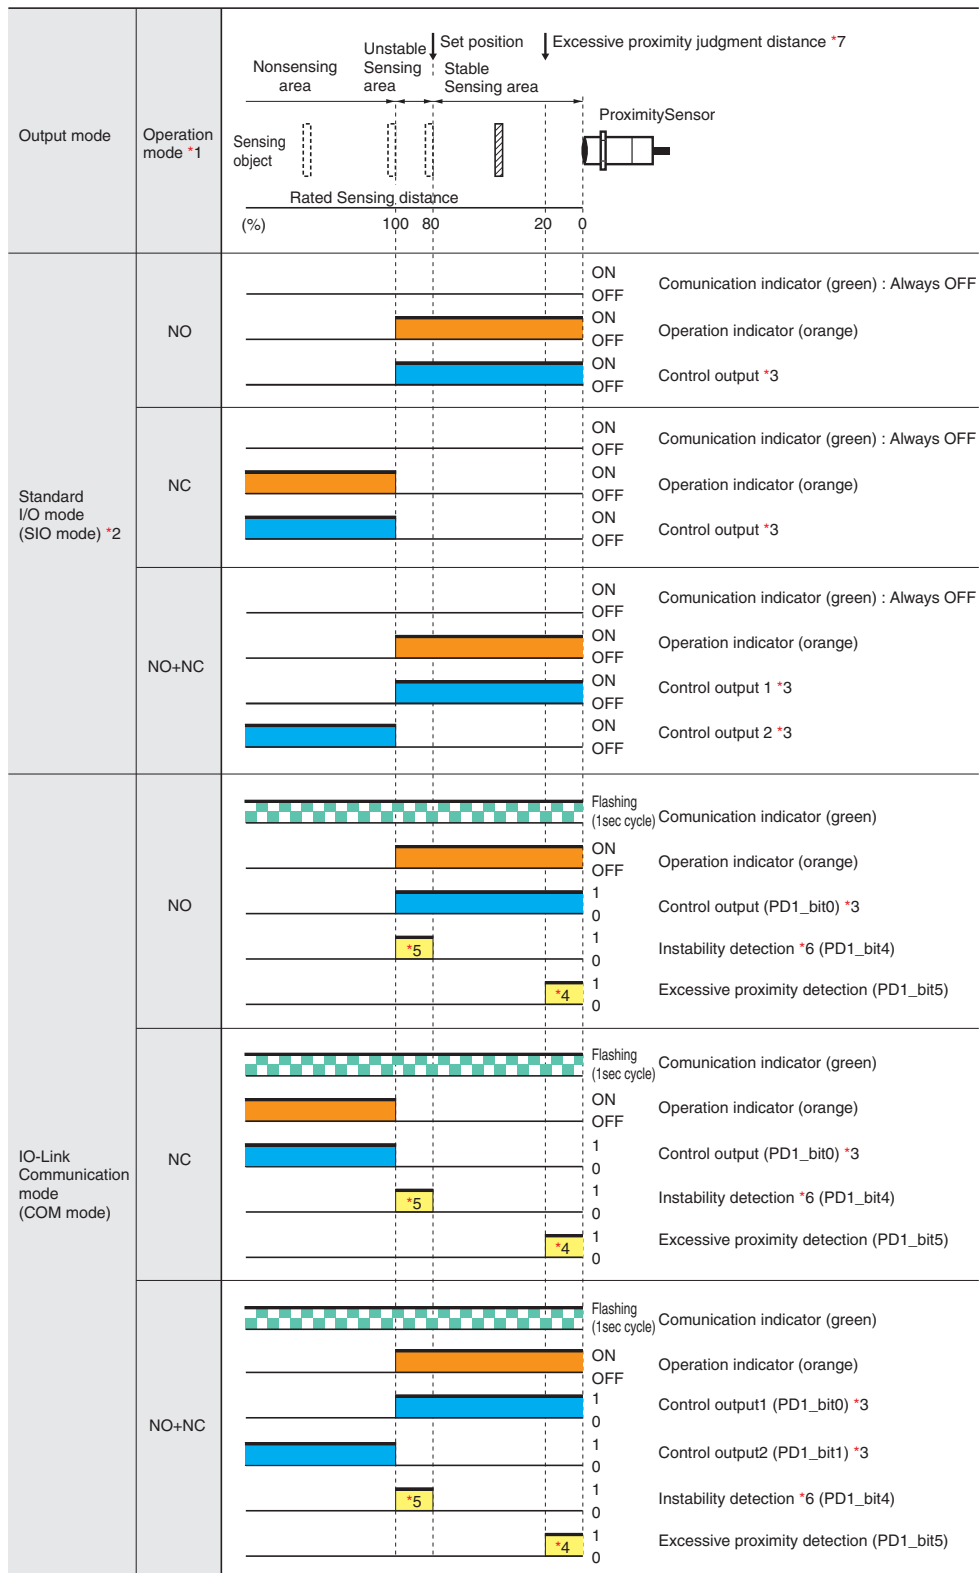 Output mode
Operation
mode *1
Unstable
Sensing
area
Set position
Excessive proximity judgment distance *7
Nonsensing
area
Stable
Sensing area
ProximitySensor
Sensing
object
Rated Sensing distance
(%)
100
80
20
0
Standard
I/O mode
(SIO mode) *2
NO
ON
OFF
Comunication indicator (green) : Always OFF
ON
OFF
Operation indicator (orange)
ON
OFF
Control output *3
NC
ON
OFF
Comunication indicator (green) : Always OFF
ON
OFF
Operation indicator (orange)
ON
OFF
Control output *3
NO+NC
ON
OFF
Comunication indicator (green) : Always OFF
ON
OFF
Operation indicator (orange)
ON
OFF
Control output 1 *3
ON
OFF
Control output 2 *3
IO-Link
Communication
mode
(COM mode)
NO
Flashing
(1sec cycle)
Comunication indicator (green)
ON
OFF
Operation indicator (orange)
1
0
Control output (PD1_bit0) *3
*5
1
0
Instability detection *6 (PD1_bit4)
*4
1
0
Excessive proximity detection (PD1_bit5)
NC
Flashing
(1sec cycle)
Comunication indicator (green)
ON
OFF
Operation indicator (orange)
1
0
Control output (PD1_bit0) *3
*5
1
0
Instability detection *6 (PD1_bit4)
*4
1
0
Excessive proximity detection (PD1_bit5)
NO+NC
Flashing
(1sec cycle)
Comunication indicator (green)
ON
OFF
Operation indicator (orange)
1
0
Control output1 (PD1_bit0) *3
1
0
Control output2 (PD1_bit1) *3
*5
1
0
Instability detection *6 (PD1_bit4)
*4
1
0
Excessive proximity detection (PD1_bit5)